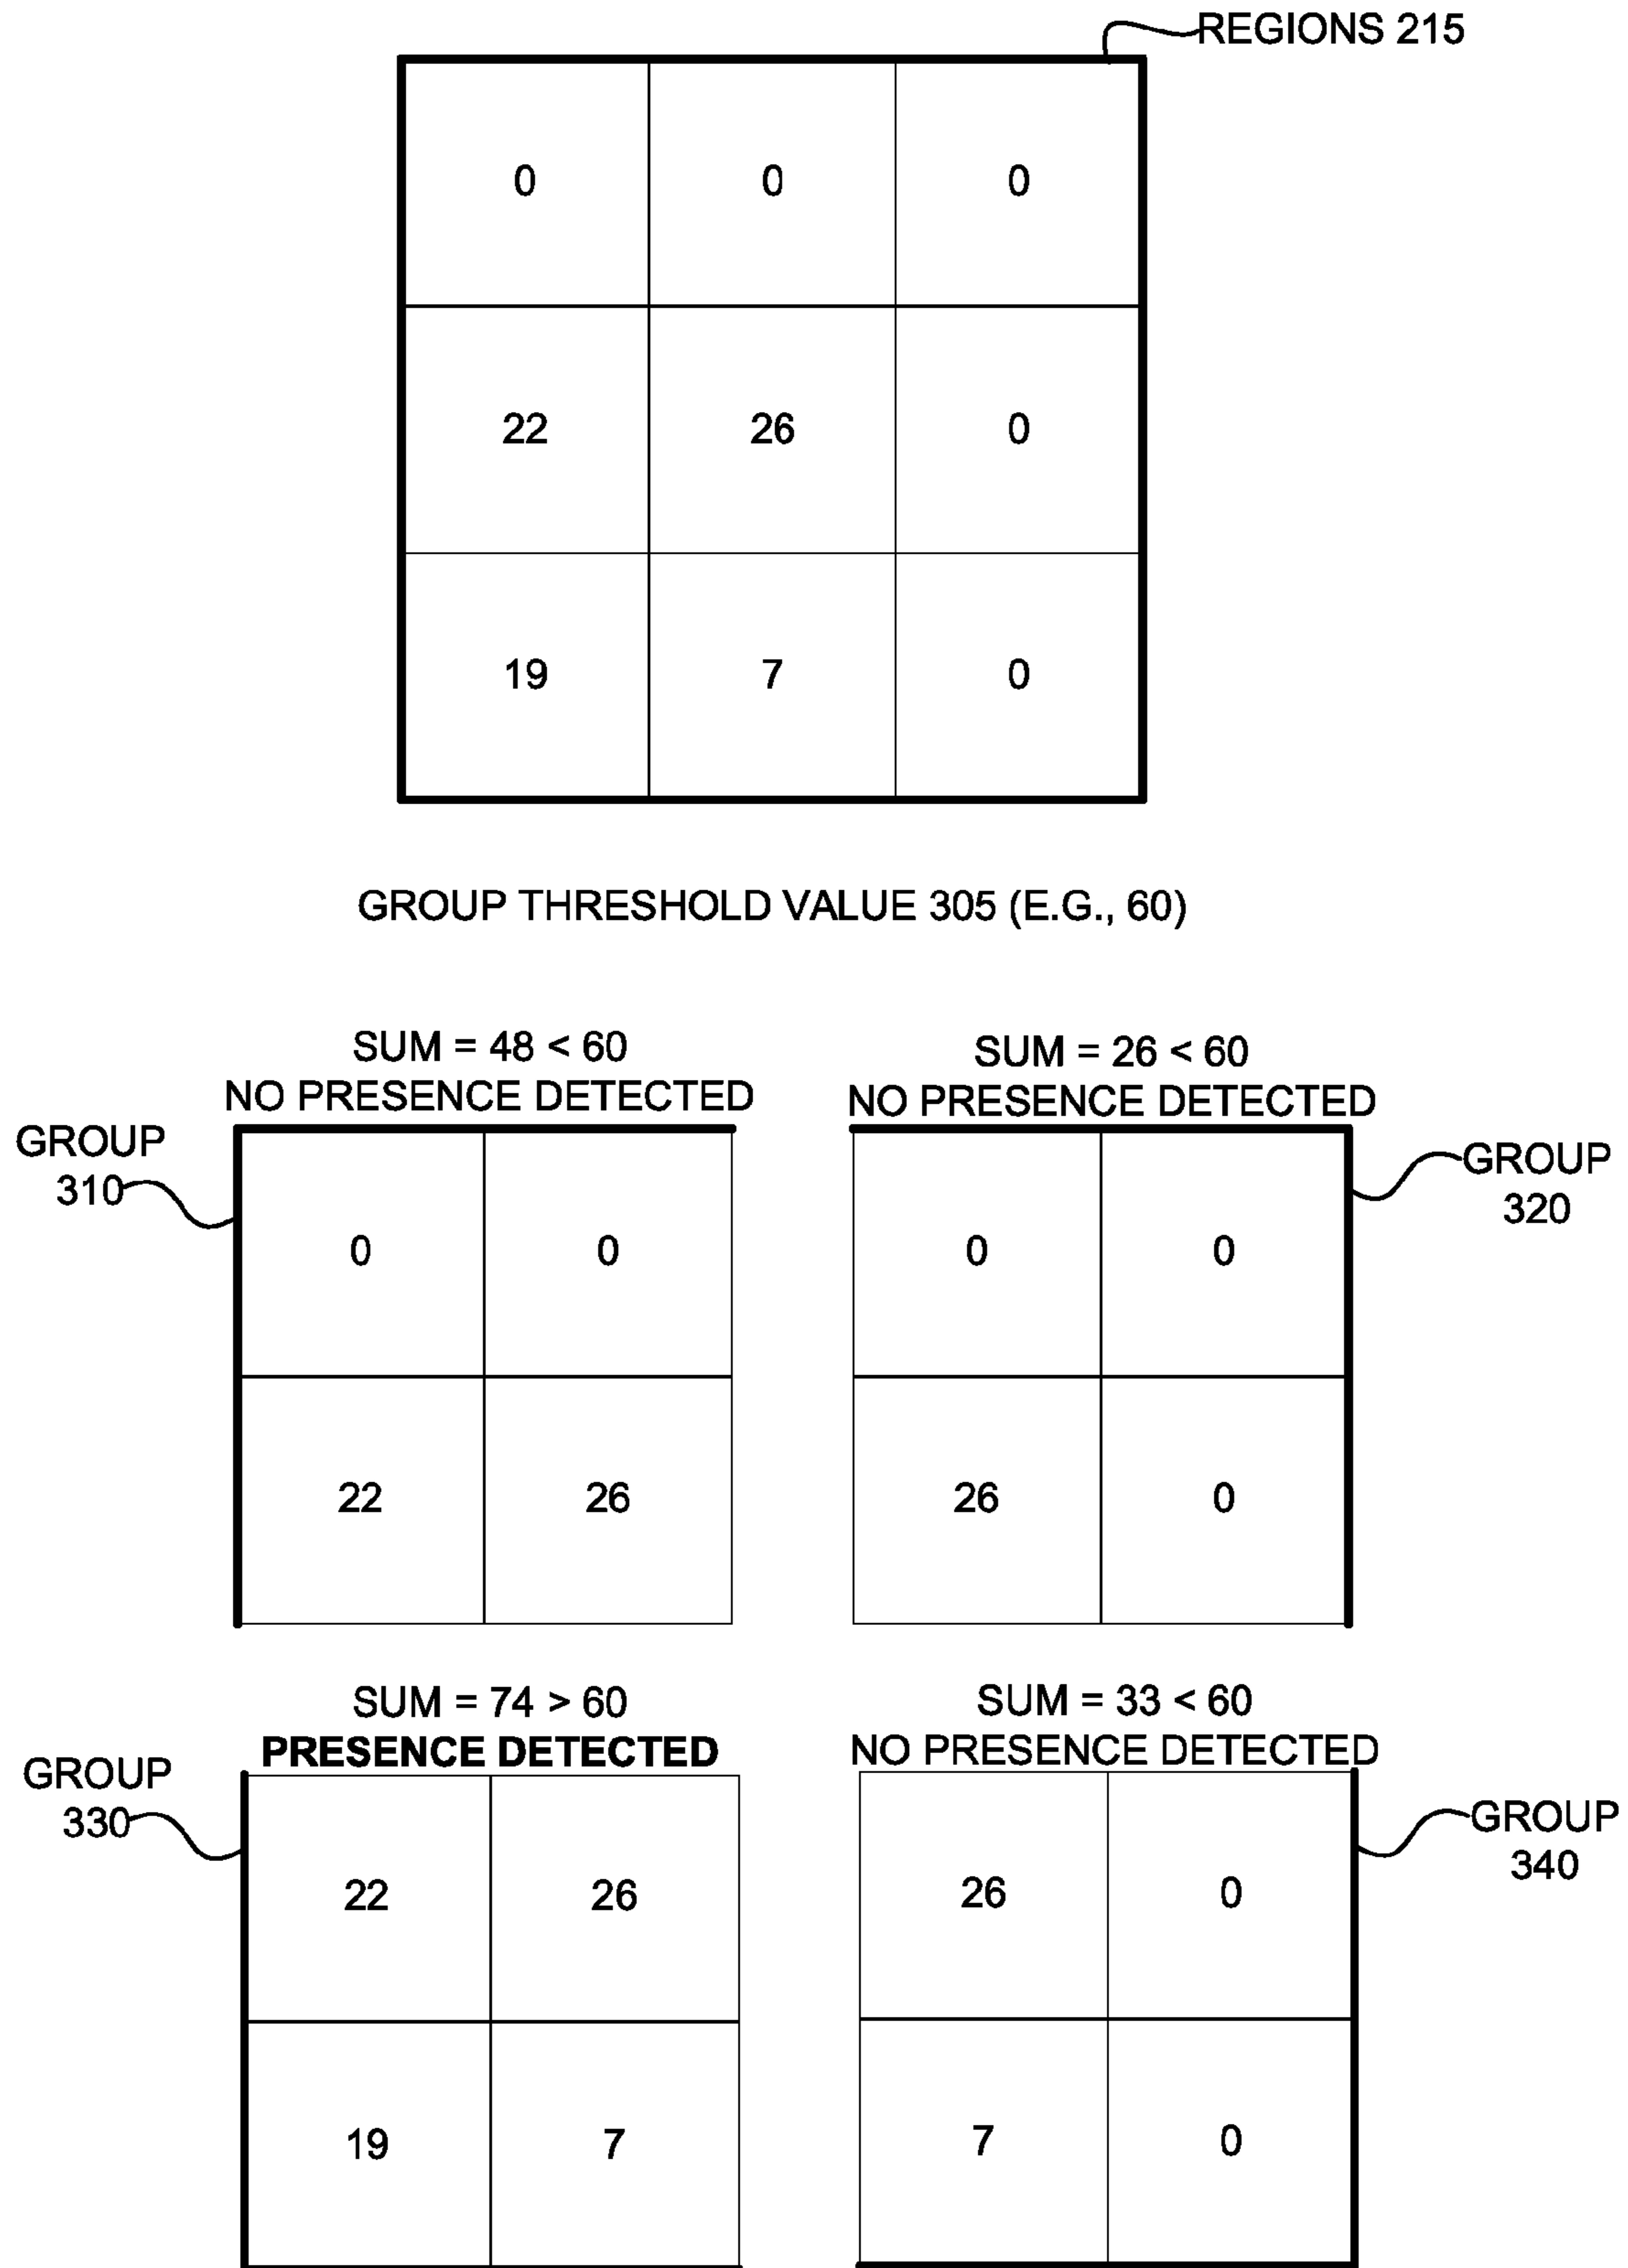 REGIONS 215
0 0 0
22 26 0
19 7 0
GROUP THRESHOLD VALUE 305 (E.G., 60)
SUM = 48 < 60
NO PRESENCE DETECTED
GROUP
310
0 0
22 26
SUM = 26 < 60
NO PRESENCE DETECTED
GROUP
320
0 0
26 0
SUM = 74 > 60
PRESENCE DETECTED
GROUP
330
22 26
19 7
SUM = 33 < 60
NO PRESENCE DETECTED
GROUP
340
26 0
7 0